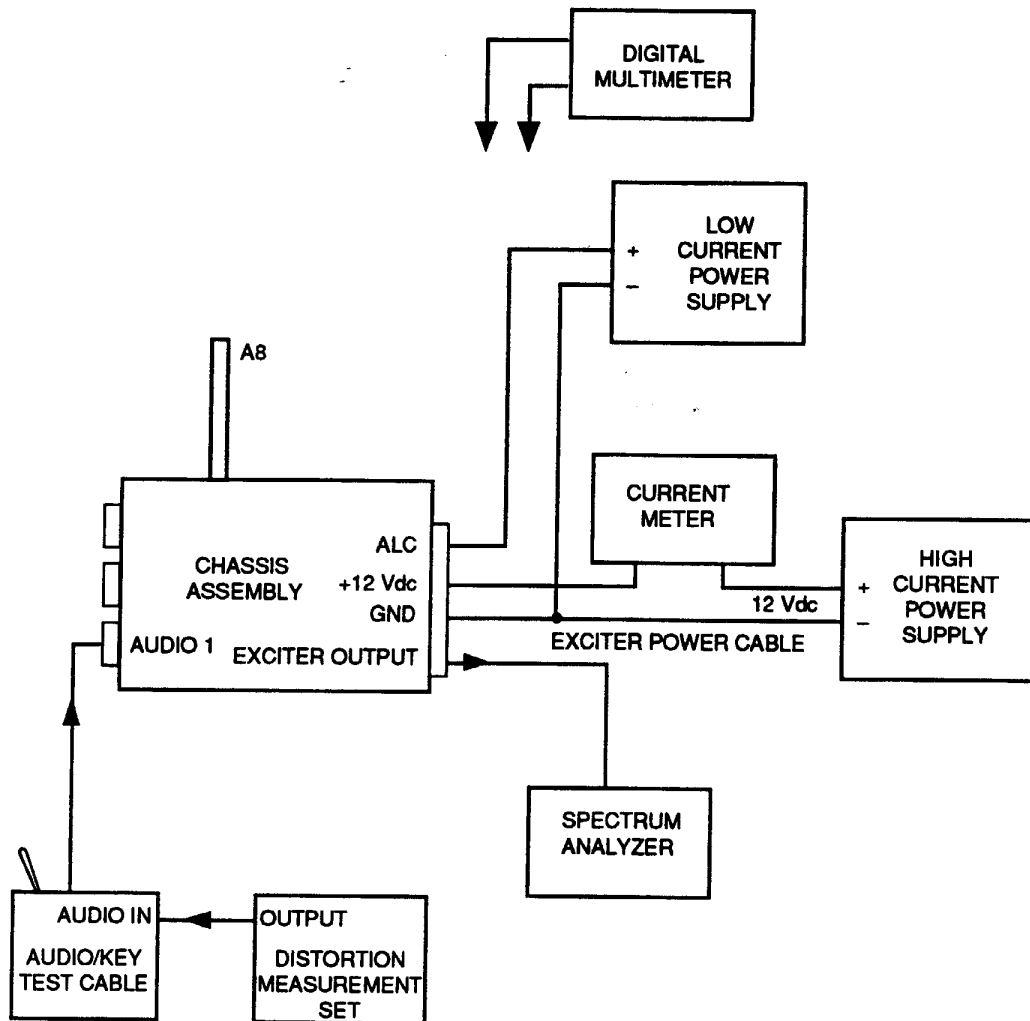 DIGITAL
MULTIMETER
LOW
CURRENT
POWER
SUPPLY
+
–
A8
CURRENT
METER
CHASSIS
ASSEMBLY
ALC
+12 Vdc
GND
AUDIO 1
EXCITER OUTPUT
12 Vdc
EXCITER POWER CABLE
+
–
HIGH
CURRENT
POWER
SUPPLY
SPECTRUM
ANALYZER
AUDIO IN
AUDIO/KEY
TEST CABLE
OUTPUT
DISTORTION
MEASUREMENT
SET